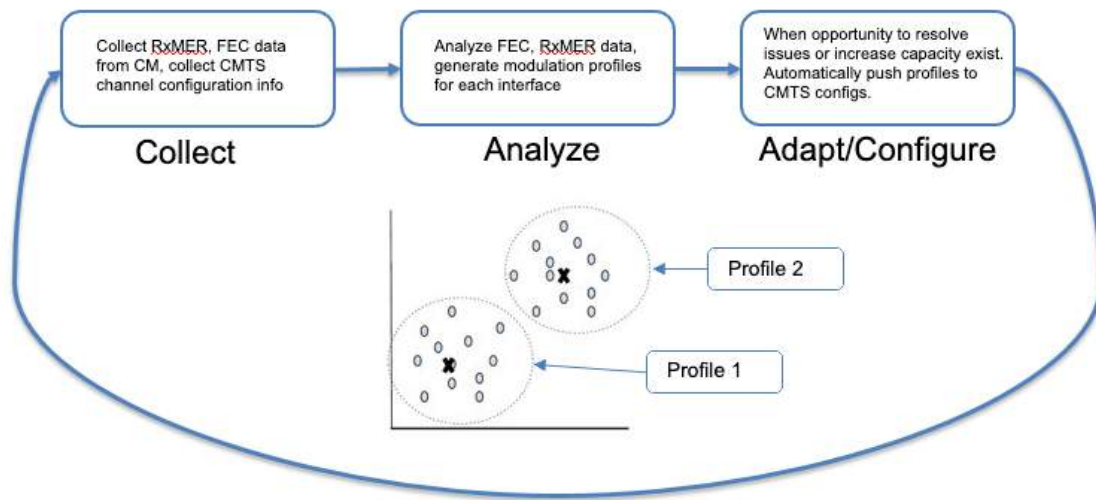 Collect RxMER, FEC data
from CM, collect CMTS
channel configuration info
Analyze FEC, RxMER data,
generate modulation profiles
for each interface
When opportunity to resolve
issues or increase capacity exist.
Automatically push profiles to
CMTS configs.
Collect
Analyze
Adapt/Configure
Profile 2
Profile 1